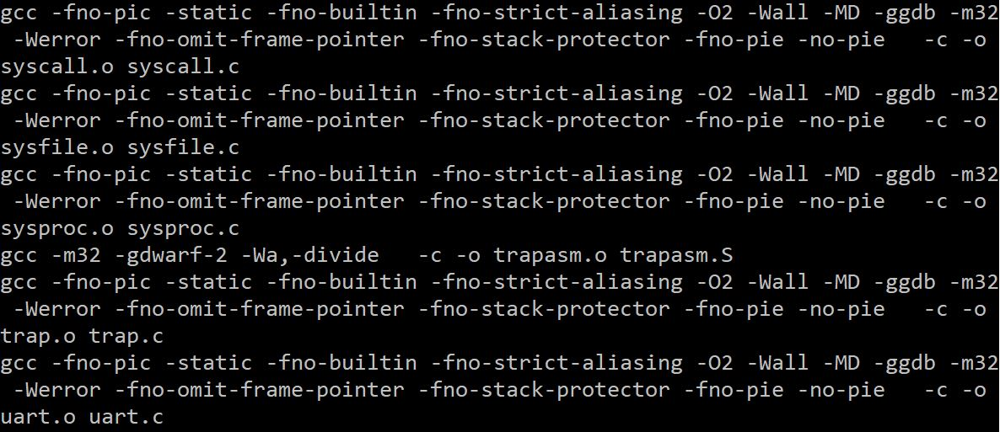 gcc -fno-pic -static -fno-builtin -fno-strict-aliasing -O2 -Wall -MD -ggdb -m32
 -Werror -fno-omit-frame-pointer -fno-stack-protector -fno-pie -no-pie   -c -o
syscall.o syscall.c
gcc -fno-pic -static -fno-builtin -fno-strict-aliasing -O2 -Wall -MD -ggdb -m32
 -Werror -fno-omit-frame-pointer -fno-stack-protector -fno-pie -no-pie   -c -o
sysfile.o sysfile.c
gcc -fno-pic -static -fno-builtin -fno-strict-aliasing -O2 -Wall -MD -ggdb -m32
 -Werror -fno-omit-frame-pointer -fno-stack-protector -fno-pie -no-pie   -c -o
sysproc.o sysproc.c
gcc -m32 -gdwarf-2 -Wa,-divide   -c -o trapasm.o trapasm.S
gcc -fno-pic -static -fno-builtin -fno-strict-aliasing -O2 -Wall -MD -ggdb -m32
 -Werror -fno-omit-frame-pointer -fno-stack-protector -fno-pie -no-pie   -c -o
trap.o trap.c
gcc -fno-pic -static -fno-builtin -fno-strict-aliasing -O2 -Wall -MD -ggdb -m32
 -Werror -fno-omit-frame-pointer -fno-stack-protector -fno-pie -no-pie   -c -o
uart.o uart.c